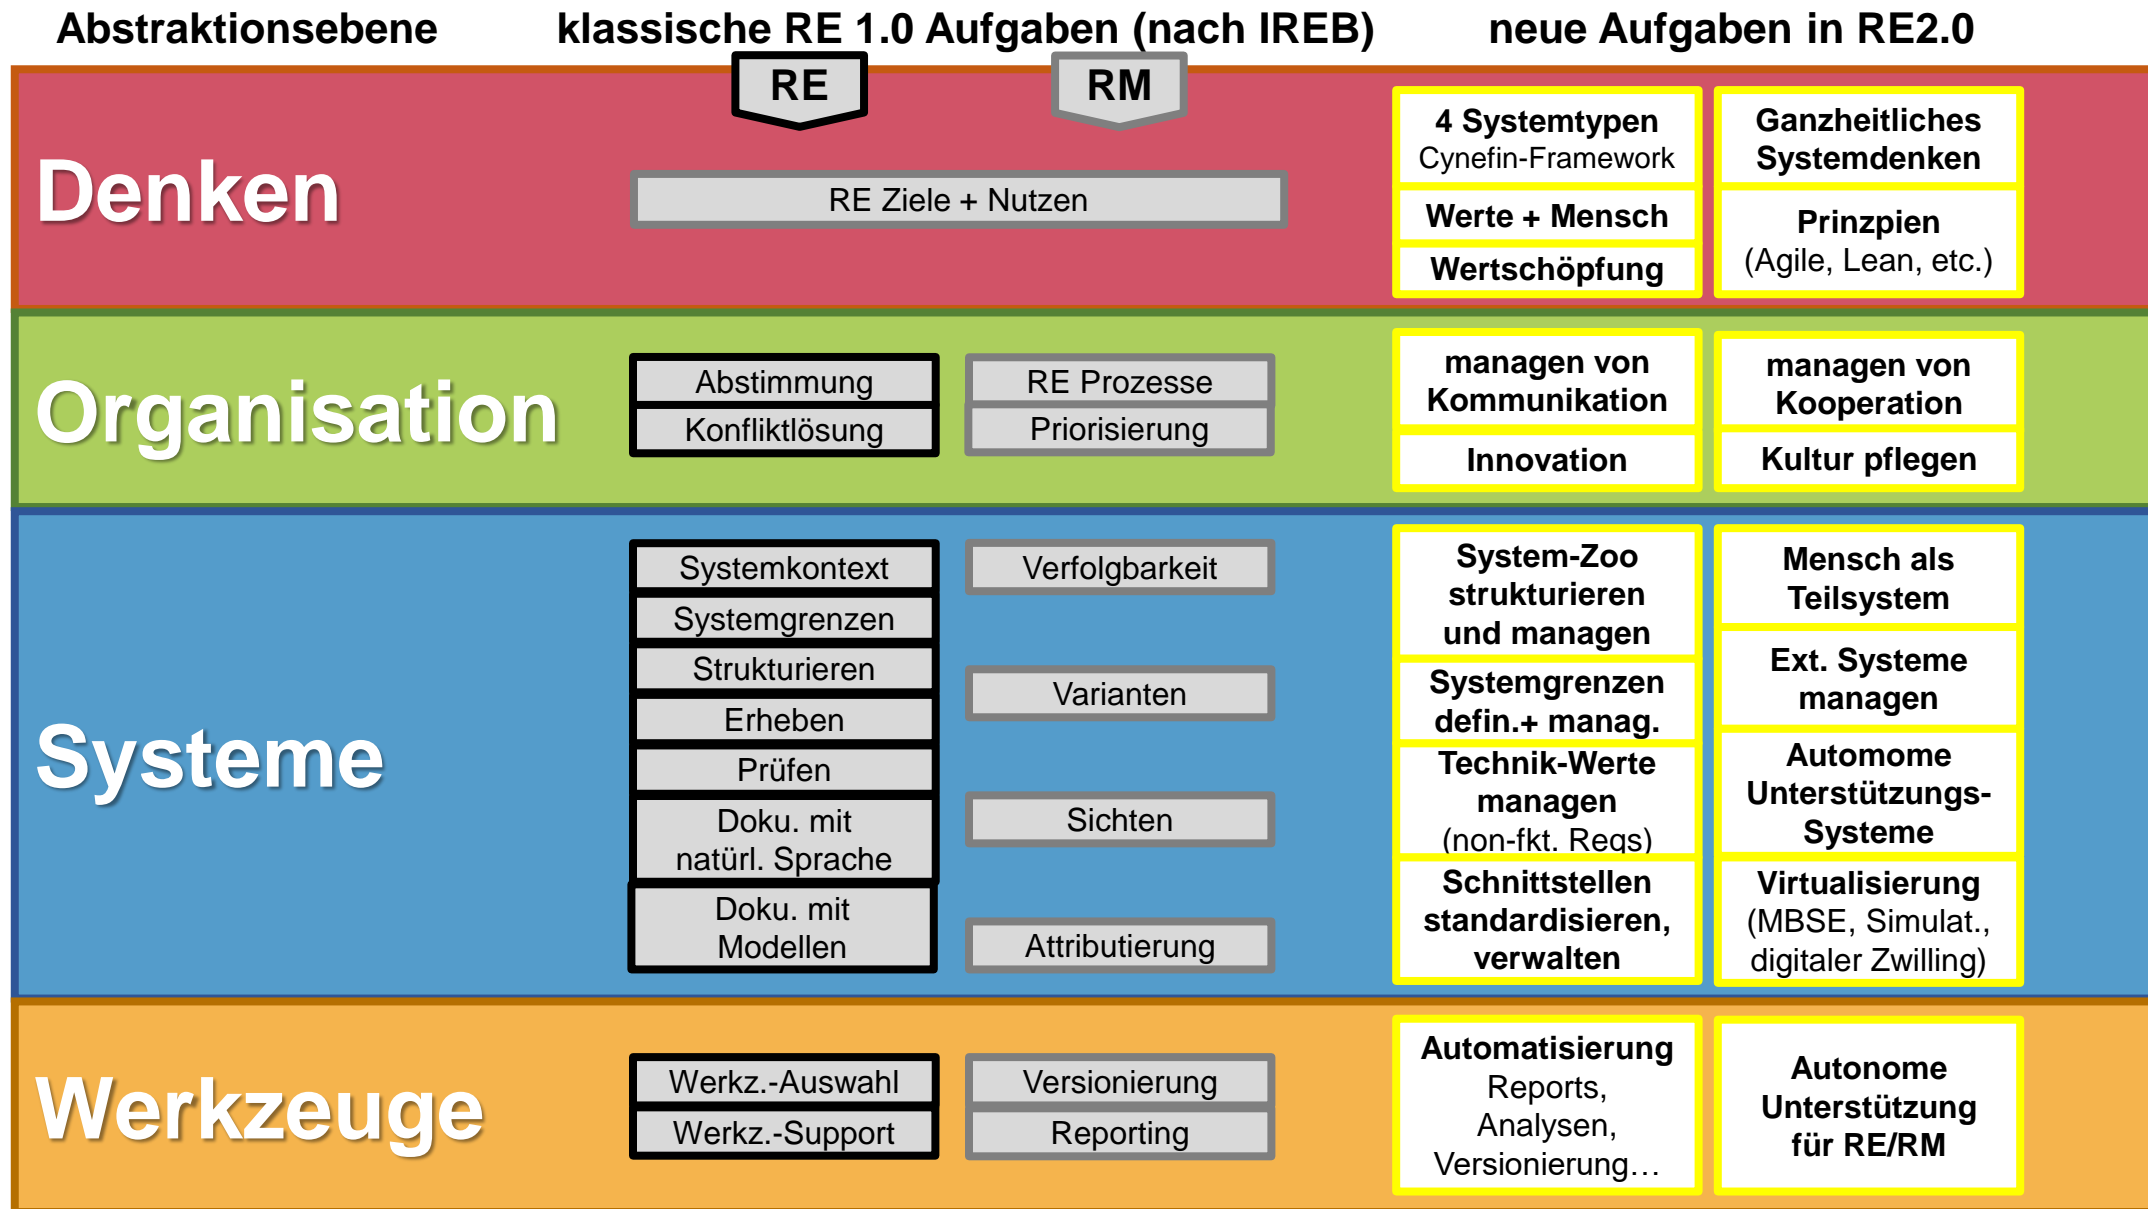 Abstraktionsebene
klassische RE 1.0 Aufgaben (nach IREB)
neue Aufgaben in RE2.0
RE
RM
Denken
RE Ziele + Nutzen
4 Systemtypen
Cynefin-Framework
Werte + Mensch
Wertschöpfung
Ganzheitliches
Systemdenken
Prinzpien
(Agile, Lean, etc.)
Organisation
Abstimmung
Konfliktlösung
RE Prozesse
Priorisierung
managen von
Kommunikation
Innovation
managen von
Kooperation
Kultur pflegen
Systeme
Systemkontext
Systemgrenzen
Strukturieren
Erheben
Prüfen
Doku. mit
natürl. Sprache
Doku. mit
Modellen
Verfolgbarkeit
Varianten
Sichten
Attributierung
System-Zoo
strukturieren
und managen
Systemgrenzen
defin.+ manag.
Technik-Werte
managen
(non-fkt. Reqs)
Schnittstellen
standardisieren,
verwalten
Mensch als
Teilsystem
Ext. Systeme
managen
Automome
Unterstützungs-
Systeme
Virtualisierung
(MBSE, Simulat.,
digitaler Zwilling)
Werkzeuge
Werkz.-Auswahl
Werkz.-Support
Versionierung
Reporting
Automatisierung
Reports,
Analysen,
Versionierung…
Autonome
Unterstützung
für RE/RM